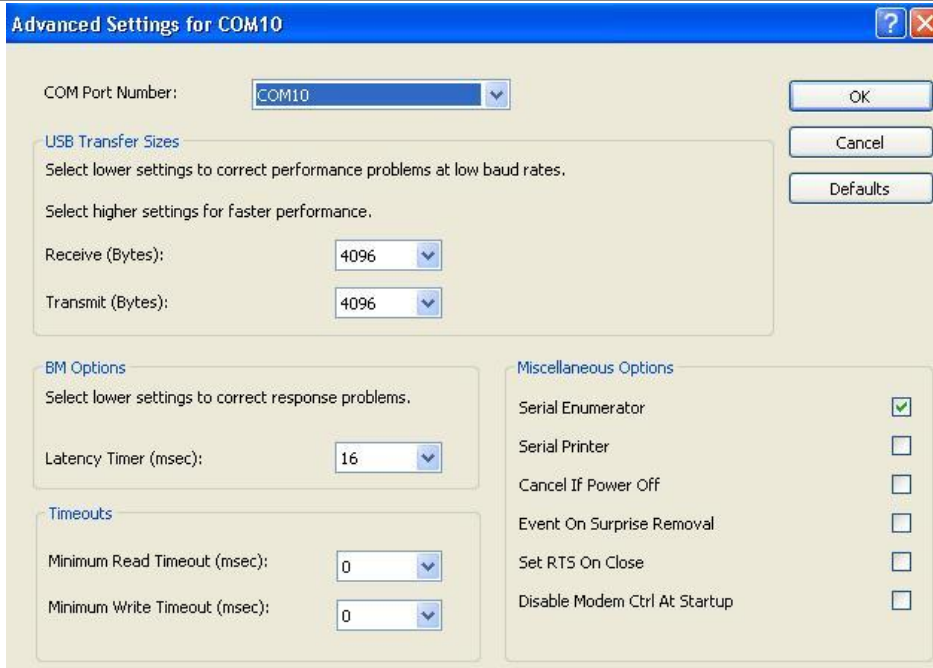 Advanced Settings for COM10
COM Port Number: COM10
OK
USB Transfer Sizes
Cancel
Select lower settings to correct performance problems at low baud rates.
Defaults
Select higher settings for faster performance.
Receive (Bytes): 4096
Transmit (Bytes): 4096
BM Options
Select lower settings to correct response problems.
Latency Timer (msec): 16
Timeouts
Minimum Read Timeout (msec): 0
Minimum Write Timeout (msec): 0
Miscellaneous Options
Serial Enumerator
Serial Printer
Cancel If Power Off
Event On Surprise Removal
Set RTS On Close
Disable Modem Ctrl At Startup